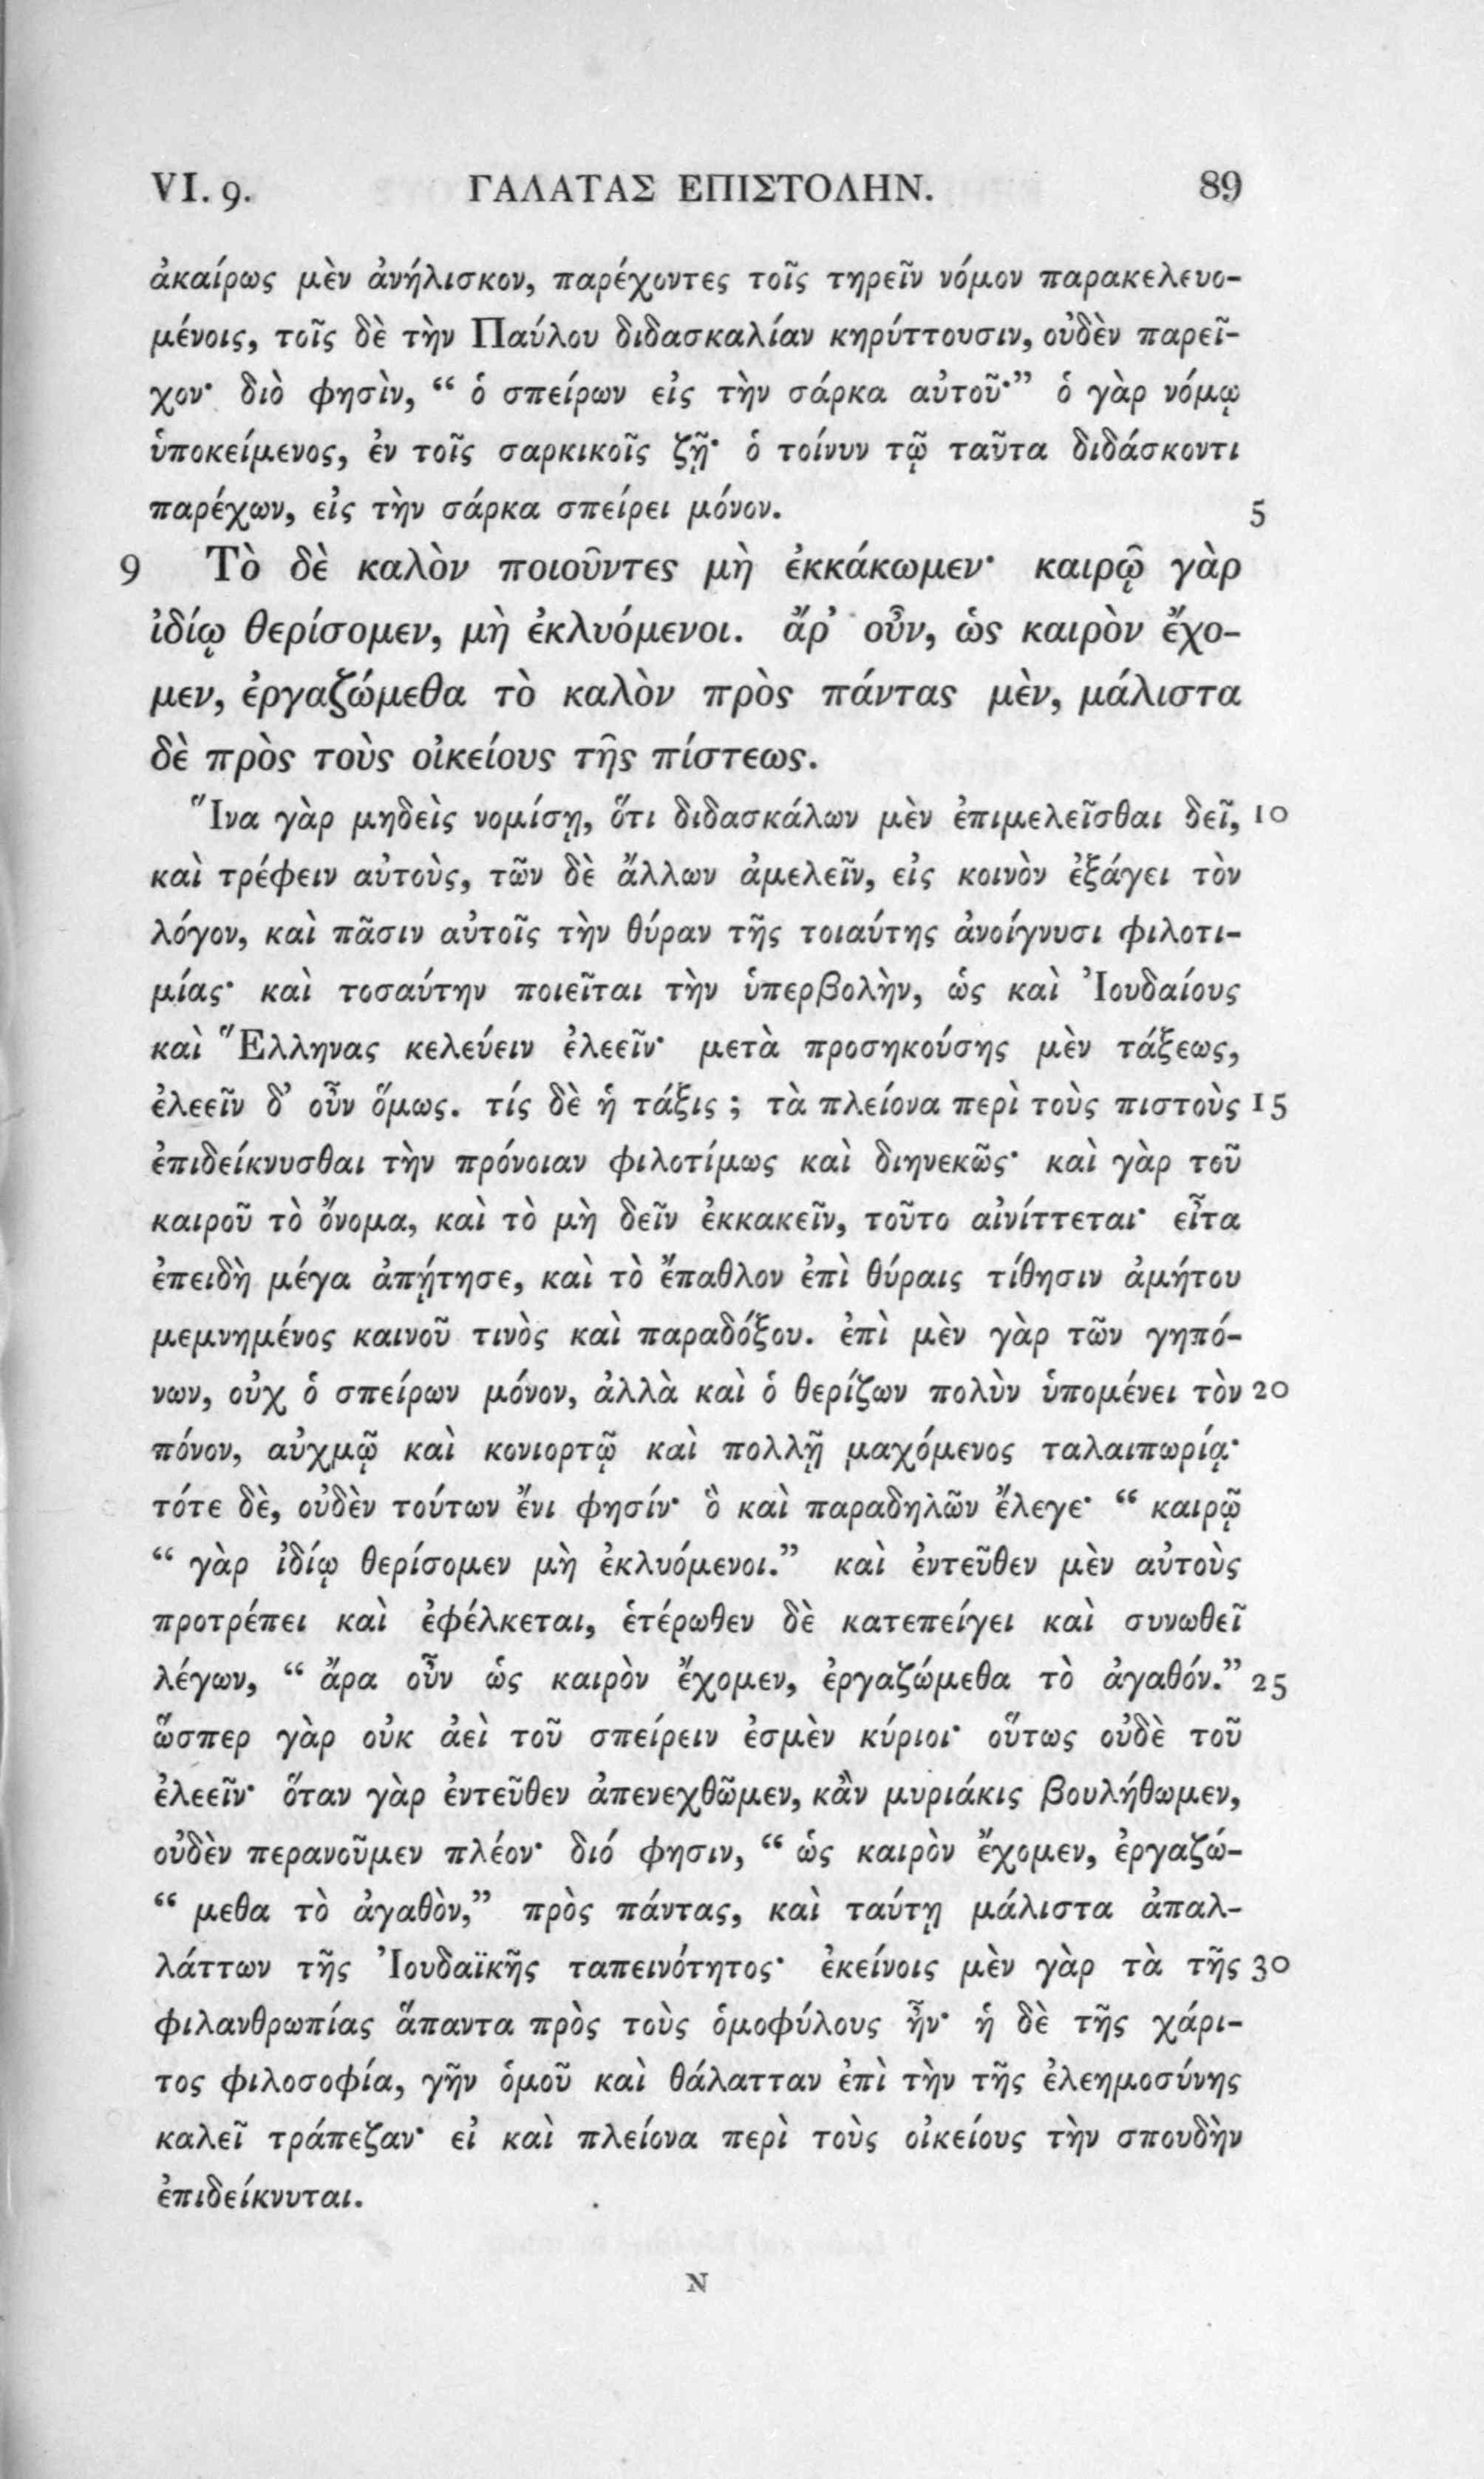 VI. 9. ΓΑΛΑΤΑΣ ΕΠΙΣΤΟΛΗΝ. 89
ἀκαίρως μὲν ἀνήλισκον, παρέχοντες τοῖς τηρεῖν νόμον παρακελευο-
μένοις, τοῖς δὲ τὴν Παύλου διδασκαλίαν κηρύττουσιν, οὐδὲν παρεῖ-
χον· διὸ φησὶν, “ ὁ σπείρων εἰς τὴν σάρκα αὐτοῦ·” ὁ γὰρ νόμῳ
ὑποκείμενος, ἐν τοῖς σαρκικοῖς ζῇ· ὁ τοίνυν τῷ ταῦτα διδάσκοντι
παρέχων, εἰς τὴν σάρκα σπείρει μόνον. 5
9 Τὸ δὲ καλὸν ποιοῦντες μὴ ἐκκάκωμεν· καιρῷ γὰρ
ἰδίῳ θερίσομεν, μὴ ἐκλυόμενοι. ἄρ’ οὖν, ὡς καιρὸν ἔχο-
μεν, ἐργαζώμεθα τὸ καλὸν πρὸς πάντας μὲν, μάλιστα
δὲ πρὸς τοὺς οἰκείους τῆς πίστεως.
Ἵνα γὰρ μηδεὶς νομίσῃ, ὅτι διδασκάλων μὲν ἐπιμελεῖσθαι δεῖ, 10
καὶ τρέφειν αὐτοὺς, τῶν δὲ ἄλλων ἀμελεῖν, εἰς κοινὸν ἐξάγει τὸν
λόγον, καὶ πᾶσιν αὐτοῖς τὴν θύραν τῆς τοιαύτης ἀνοίγνυσι φιλοτι-
μίας· καὶ τοσαύτην ποιεῖται τὴν ὑπερβολὴν, ὡς καὶ Ἰουδαίους
καὶ Ἕλληνας κελεύειν ἐλεεῖν· μετὰ προσηκούσης μὲν τάξεως,
ἐλεεῖν δ’ οὖν ὅμως. τίς δὲ ἡ τάξις ; τὰ πλείονα περὶ τοὺς πιστοὺς 15
ἐπιδείκνυσθαι τὴν πρόνοιαν φιλοτίμως καὶ διηνεκῶς· καὶ γὰρ τοῦ
καιροῦ τὸ ὄνομα, καὶ τὸ μὴ δεῖν ἐκκακεῖν, τοῦτο αἰνίττεται· εἶτα
ἐπειδὴ μέγα ἀπῄτησε, καὶ τὸ ἔπαθλον ἐπὶ θύραις τίθησιν ἀμήτου
μεμνημένος καινοῦ τινὸς καὶ παραδόξου. ἐπὶ μὲν γὰρ τῶν γηπό-
νων, οὐχ ὁ σπείρων μόνον, ἀλλὰ καὶ ὁ θερίζων πολὺν ὑπομένει τὸν 20
πόνον, αὐχμῷ καὶ κονιορτῷ καὶ πολλῇ μαχόμενος ταλαιπωρίᾳ·
τότε δὲ, οὐδὲν τούτων ἔνι φησίν· ὃ καὶ παραδηλῶν ἔλεγε· “ καιρῷ
“ γὰρ ἰδίῳ θερίσομεν μὴ ἐκλυόμενοι.” καὶ ἐντεῦθεν μὲν αὐτοὺς
προτρέπει καὶ ἐφέλκεται, ἑτέρωθεν δὲ κατεπείγει καὶ συνωθεῖ
λέγων, “ ἄρα οὖν ὡς καιρὸν ἔχομεν, ἐργαζώμεθα τὸ ἀγαθόν.” 25
ὥσπερ γὰρ οὐκ ἀεὶ τοῦ σπείρειν ἐσμὲν κύριοι· οὕτως οὐδὲ τοῦ
ἐλεεῖν· ὅταν γὰρ ἐντεῦθεν ἀπενεχθῶμεν, κἂν μυριάκις βουλήθωμεν,
οὐδὲν περανοῦμεν πλέον· διό φησιν, “ ὡς καιρὸν ἔχομεν, ἐργαζώ-
“ μεθα τὸ ἀγαθὸν,” πρὸς πάντας, καὶ ταύτῃ μάλιστα ἀπαλ-
λάττων τῆς Ἰουδαϊκῆς ταπεινότητος· ἐκείνοις μὲν γὰρ τὰ τῆς 30
φιλανθρωπίας ἅπαντα πρὸς τοὺς ὁμοφύλους ἦν· ἡ δὲ τῆς χάρι-
τος φιλοσοφία, γῆν ὁμοῦ καὶ θάλατταν ἐπὶ τὴν τῆς ἐλεημοσύνης
καλεῖ τράπεζαν· εἰ καὶ πλείονα περὶ τοὺς οἰκείους τὴν σπουδὴν
ἐπιδείκνυται.
N